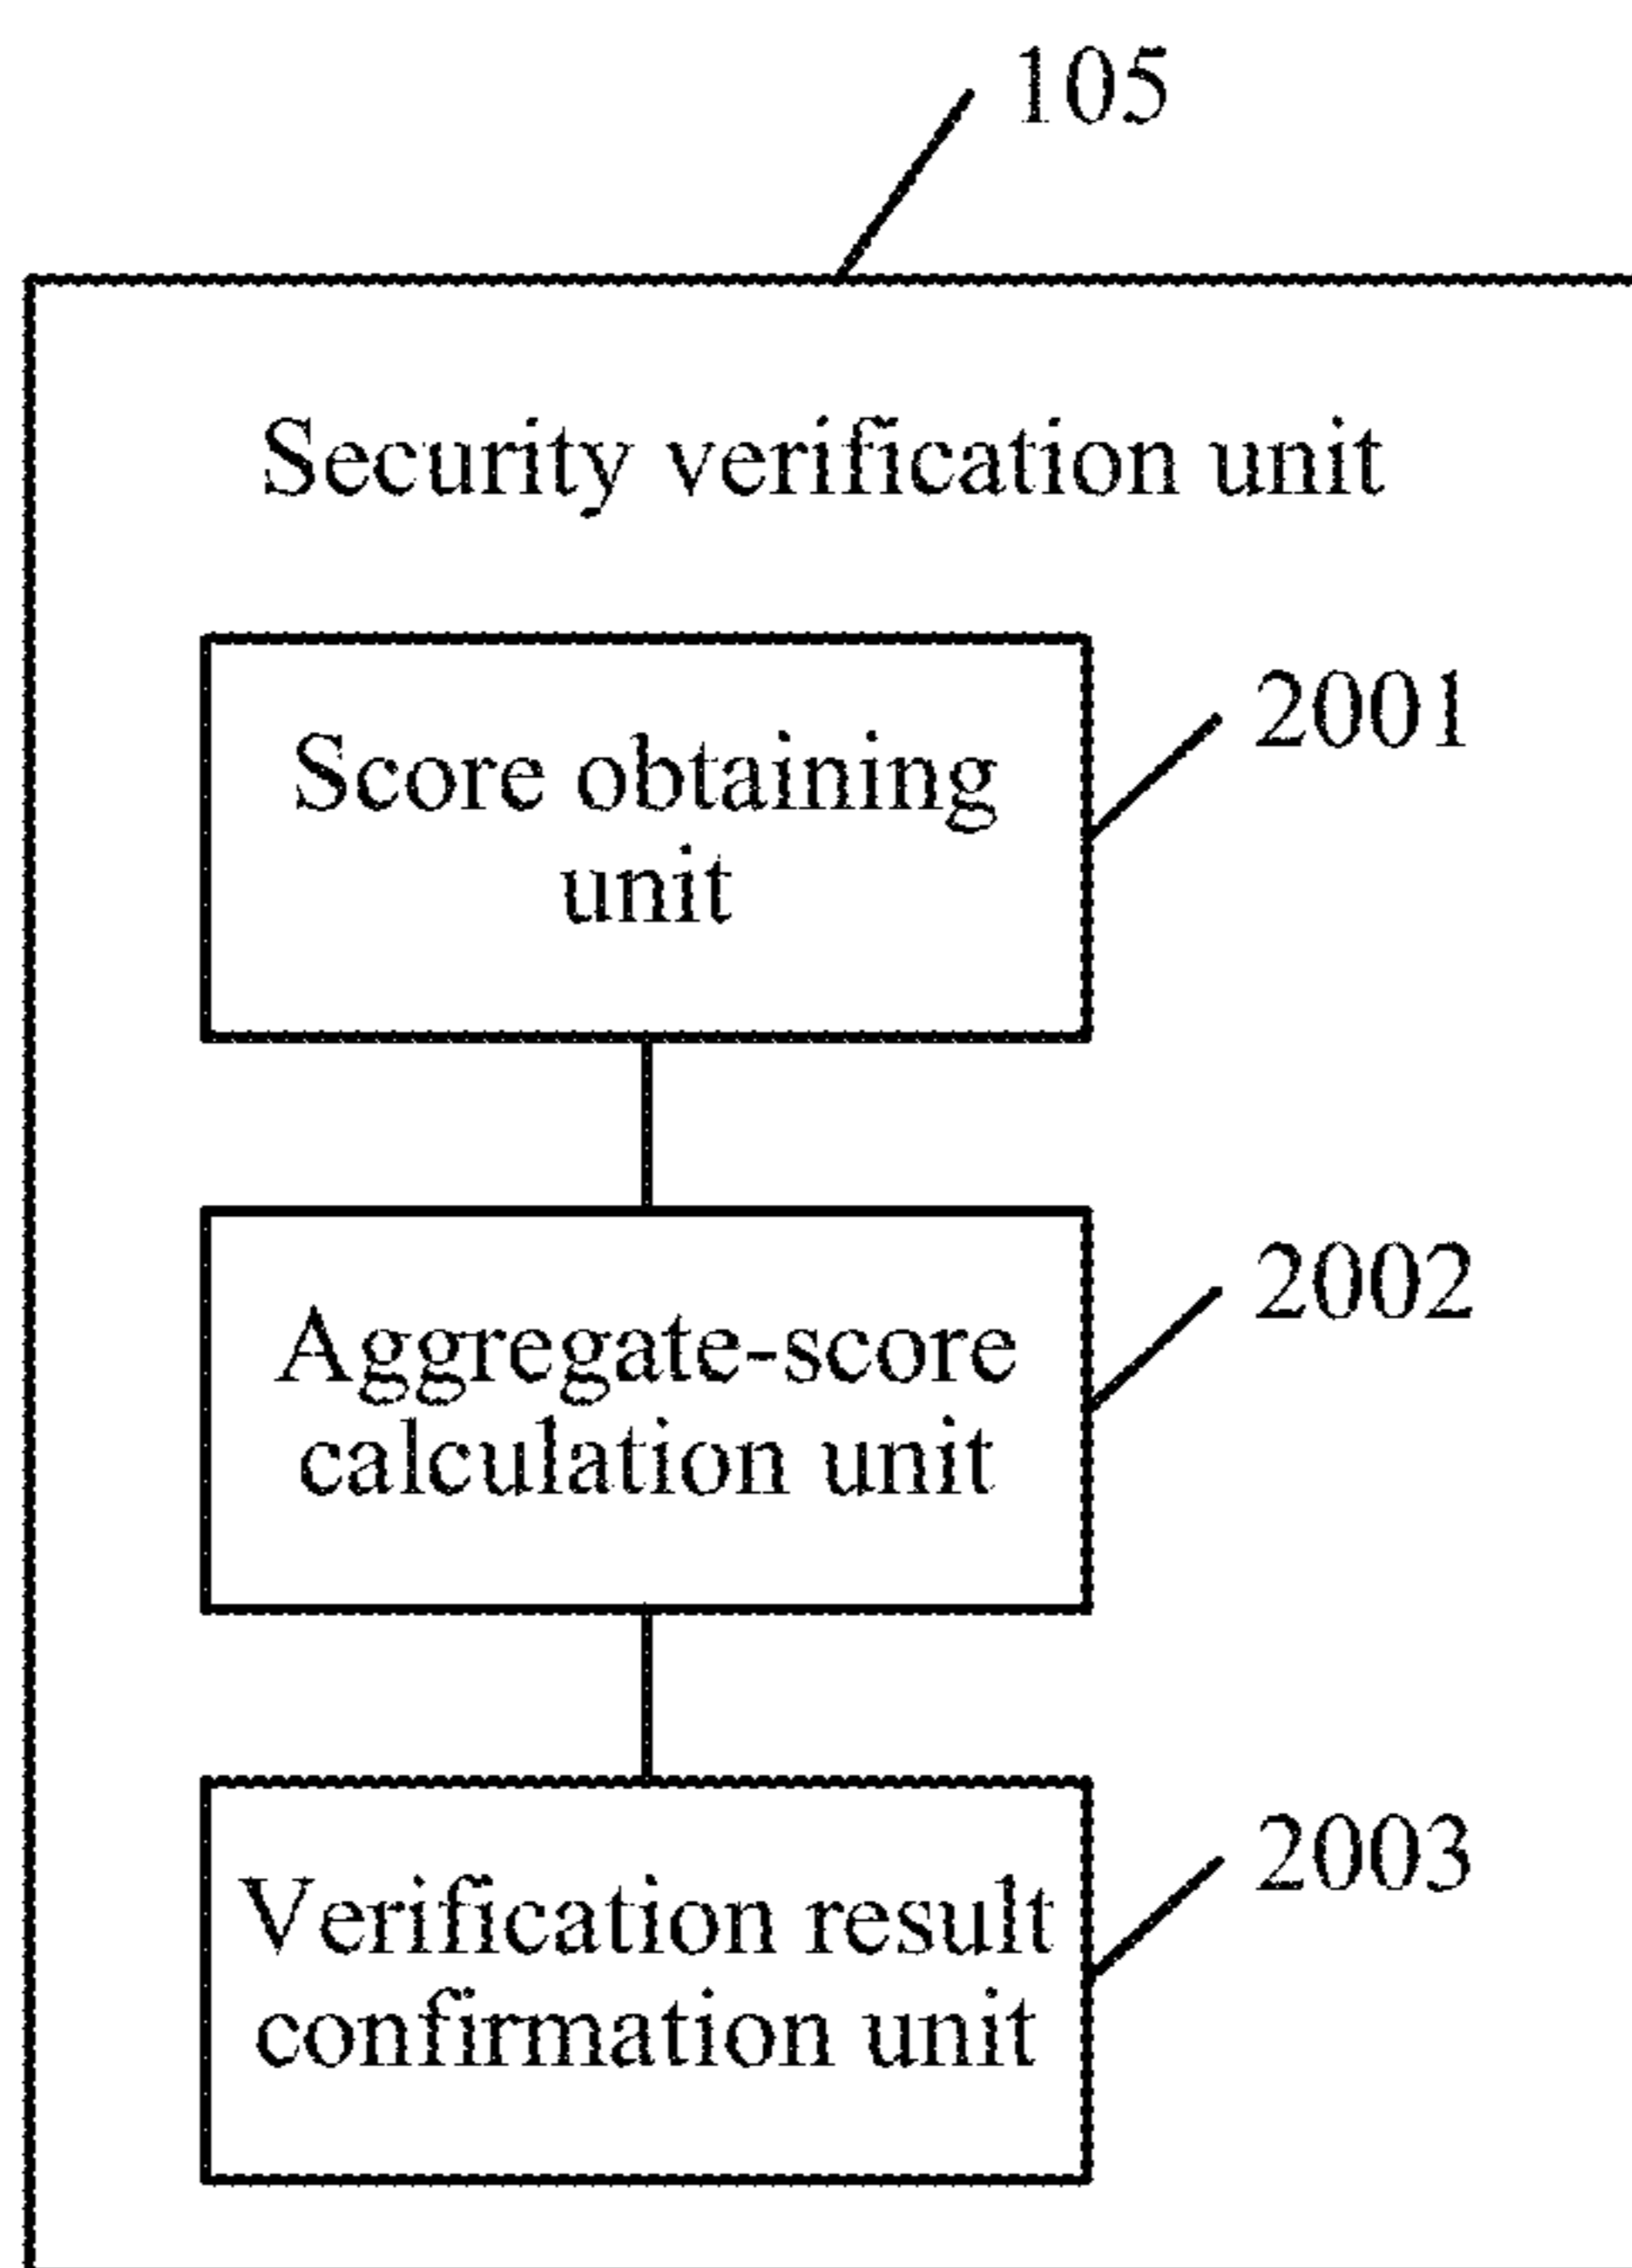 105
Security verification unit
Score obtaining
unit
2001
Aggregate-score
calculation unit
2002
Verification result
confirmation unit
2003